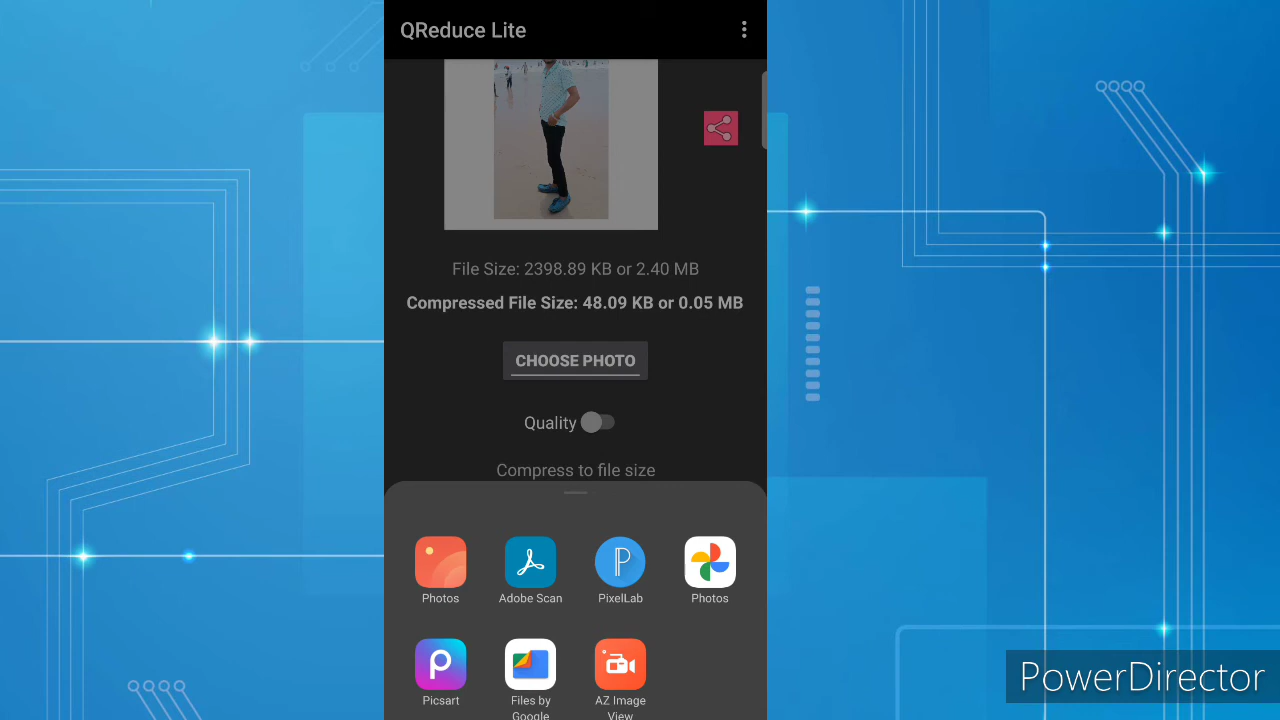 QReduce Lite
File Size: 2398.89 KB or 2.40 MB
Compressed File Size: 48.09 KB or 0.05 MB
CHOOSE PHOTO
Quality
Compress to file size
Photos
Adobe Scan
PixelLab
Photos
Picsart
Files by
Google
AZ Image
View
PowerDirector